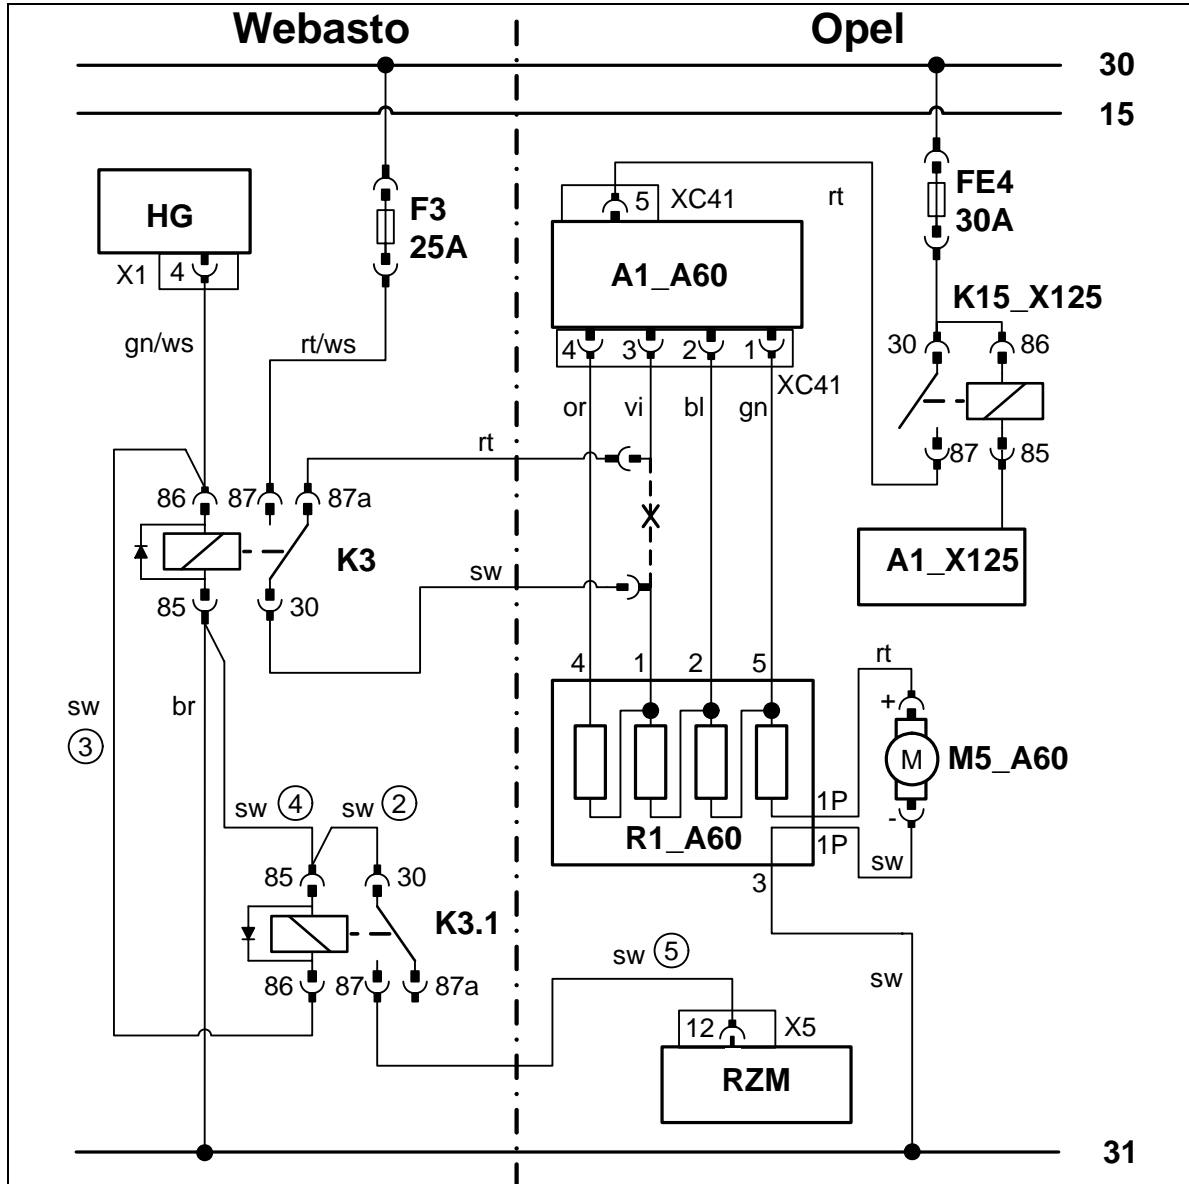 Webasto Opel
30
15
HG
F3
25A
5 XC41
rt
FE4
30A
X1 4
A1_A60
K15_X125
gn/ws
rt/ws
4 3 2 1
30 86
XC41
or vi bl gn
rt
87 85
86 87 87a
K3
A1_X125
sw
85 30
4 1 2 5
rt
sw
3
br
+
M M5_A60
-
sw 4 sw 2
1P
R1_A60
1P
sw
3
85 30
K3.1
86 87 87a
sw 5
sw
12 X5
RZM
31